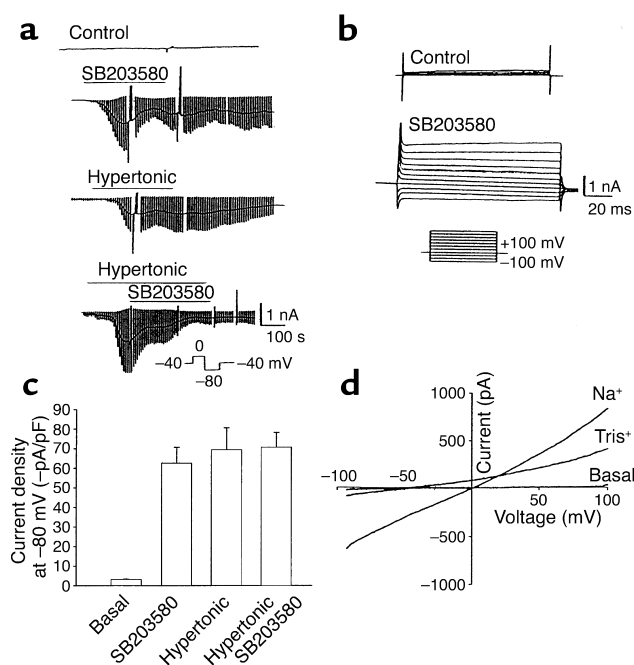 a
Control
SB203580
Hypertonic
Hypertonic
SB203580
1 nA
100 s
0
−40
−40 mV
−80
b
Control
SB203580
1 nA
20 ms
+100 mV
−100 mV
c
Current density
at −80 mV (−pA/pF)
90
80
70
60
50
40
30
20
10
0
Basal
SB203580
Hypertonic
Hypertonic
SB203580
d
Current (pA)
1000
500
−500
−1000
−100
−50
50
100
Voltage (mV)
Na⁺
Tris⁺
Basal